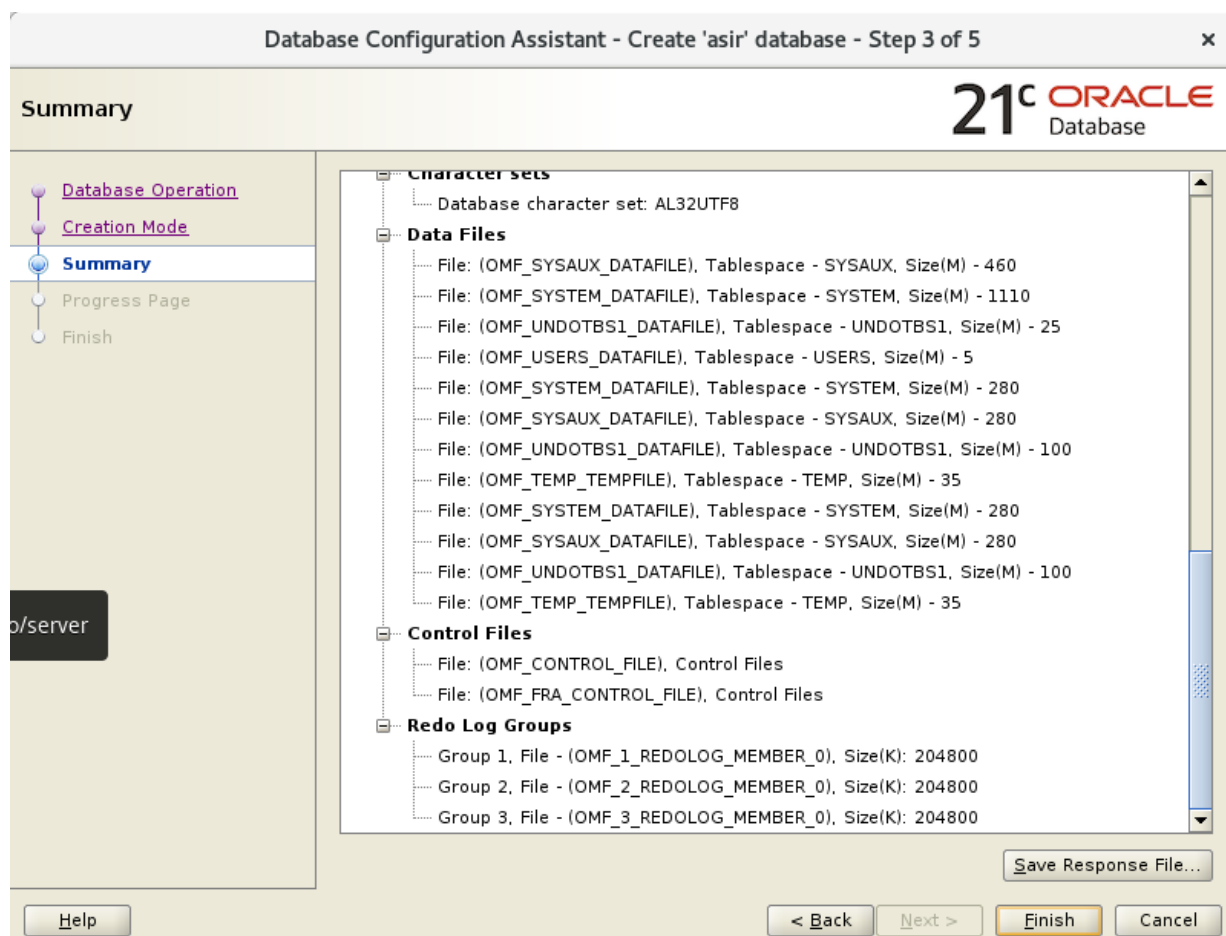 Database Configuration Assistant - Create 'asir' database - Step 3 of 5
Summary
21c ORACLE
Database
Database Operation
Creation Mode
Summary
Progress Page
Finish
Character sets
Database character set: AL32UTF8
Data Files
File: (OMF_SYSAUX_DATAFILE), Tablespace - SYSAUX, Size(M) - 460
File: (OMF_SYSTEM_DATAFILE), Tablespace - SYSTEM, Size(M) - 1110
File: (OMF_UNDOTBS1_DATAFILE), Tablespace - UNDOTBS1, Size(M) - 25
File: (OMF_USERS_DATAFILE), Tablespace - USERS, Size(M) - 5
File: (OMF_SYSTEM_DATAFILE), Tablespace - SYSTEM, Size(M) - 280
File: (OMF_SYSAUX_DATAFILE), Tablespace - SYSAUX, Size(M) - 280
File: (OMF_UNDOTBS1_DATAFILE), Tablespace - UNDOTBS1, Size(M) - 100
File: (OMF_TEMP_TEMPFILE), Tablespace - TEMP, Size(M) - 35
File: (OMF_SYSTEM_DATAFILE), Tablespace - SYSTEM, Size(M) - 280
File: (OMF_SYSAUX_DATAFILE), Tablespace - SYSAUX, Size(M) - 280
File: (OMF_UNDOTBS1_DATAFILE), Tablespace - UNDOTBS1, Size(M) - 100
File: (OMF_TEMP_TEMPFILE), Tablespace - TEMP, Size(M) - 35
Control Files
File: (OMF_CONTROL_FILE), Control Files
File: (OMF_FRA_CONTROL_FILE), Control Files
Redo Log Groups
Group 1, File - (OMF_1_REDOLOG_MEMBER_0), Size(K): 204800
Group 2, File - (OMF_2_REDOLOG_MEMBER_0), Size(K): 204800
Group 3, File - (OMF_3_REDOLOG_MEMBER_0), Size(K): 204800
/server
Save Response File...
Help
< Back
Next >
Finish
Cancel